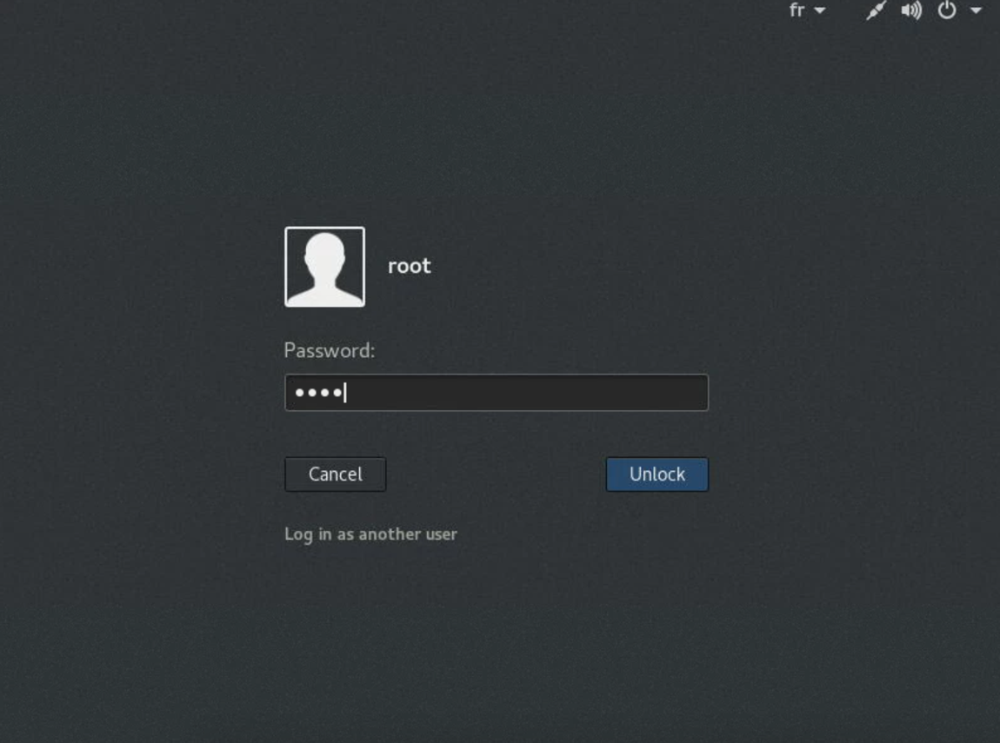 fr
root
Password:
••••
Cancel
Unlock
Log in as another user